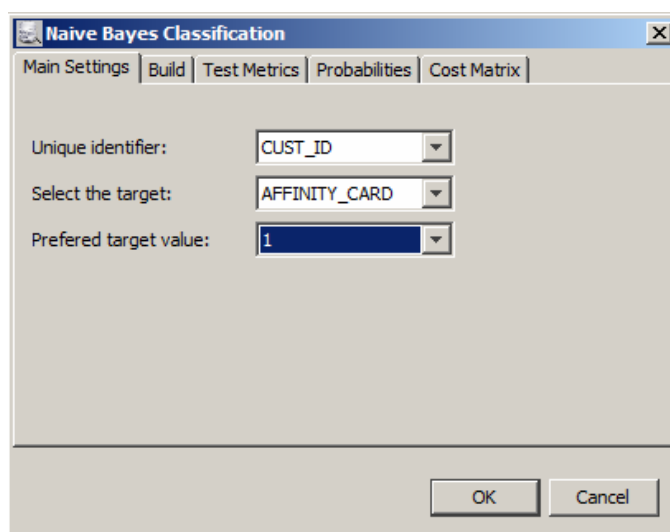 Naive Bayes Classification
Main Settings Build Test Metrics Probabilities Cost Matrix
Unique identifier: CUST_ID
Select the target: AFFINITY_CARD
Prefered target value: 1
OK Cancel